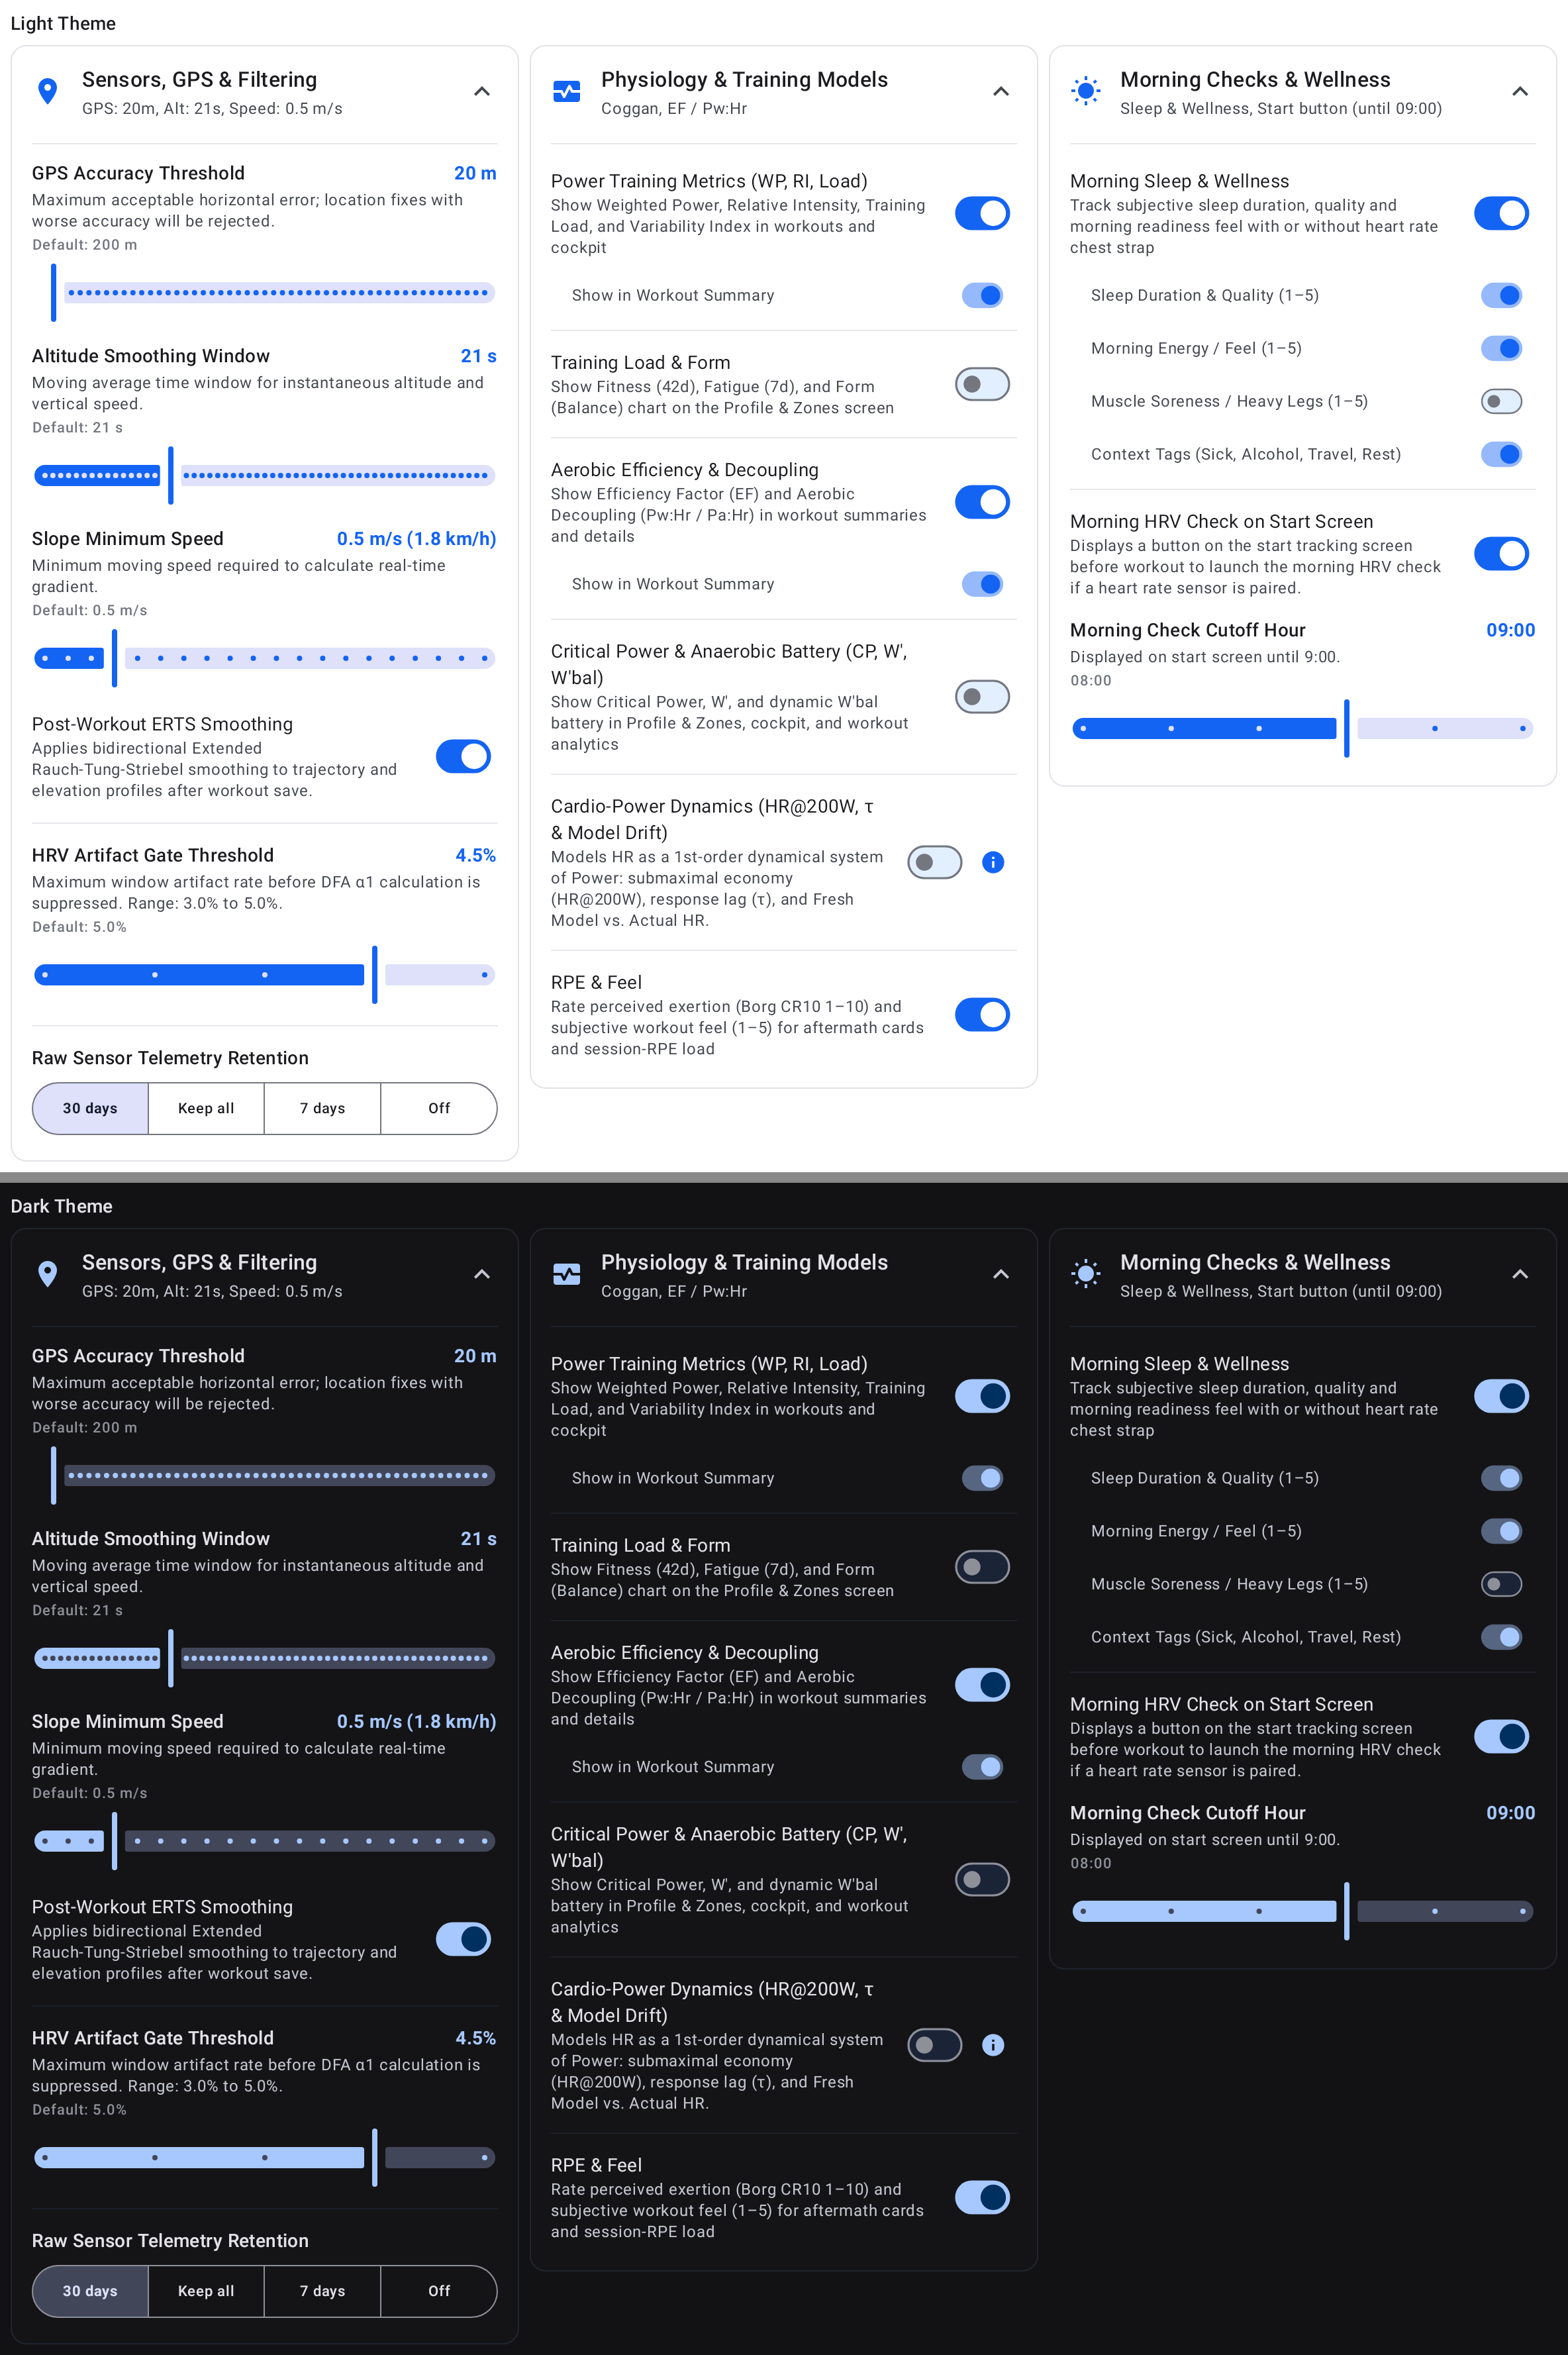 Light Theme
Sensors, GPS & Filtering
GPS: 20m, Alt: 21s, Speed: 0.5 m/s
GPS Accuracy Threshold
20 m
Maximum acceptable horizontal error; location fixes with
worse accuracy will be rejected.
Default: 200 m
Altitude Smoothing Window
21 s
Moving average time window for instantaneous altitude and
vertical speed.
Default: 21 s
Slope Minimum Speed
0.5 m/s (1.8 km/h)
Minimum moving speed required to calculate real-time
gradient.
Default: 0.5 m/s
Post-Workout ERTS Smoothing
Applies bidirectional Extended
Rauch-Tung-Striebel smoothing to trajectory and
elevation profiles after workout save.
HRV Artifact Gate Threshold
4.5%
Maximum window artifact rate before DFA α1 calculation is
suppressed. Range: 3.0% to 5.0%.
Default: 5.0%
Raw Sensor Telemetry Retention
30 days
Keep all
7 days
Off
Physiology & Training Models
Coggan, EF / Pw:Hr
Power Training Metrics (WP, RI, Load)
Show Weighted Power, Relative Intensity, Training
Load, and Variability Index in workouts and
cockpit
Show in Workout Summary
Training Load & Form
Show Fitness (42d), Fatigue (7d), and Form
(Balance) chart on the Profile & Zones screen
Aerobic Efficiency & Decoupling
Show Efficiency Factor (EF) and Aerobic
Decoupling (Pw:Hr / Pa:Hr) in workout summaries
and details
Show in Workout Summary
Critical Power & Anaerobic Battery (CP, W',
W'bal)
Show Critical Power, W', and dynamic W'bal
battery in Profile & Zones, cockpit, and workout
analytics
Cardio-Power Dynamics (HR@200W, τ
& Model Drift)
Models HR as a 1st-order dynamical system
of Power: submaximal economy
(HR@200W), response lag (τ), and Fresh
Model vs. Actual HR.
RPE & Feel
Rate perceived exertion (Borg CR10 1–10) and
subjective workout feel (1–5) for aftermath cards
and session-RPE load
Morning Checks & Wellness
Sleep & Wellness, Start button (until 09:00)
Morning Sleep & Wellness
Track subjective sleep duration, quality and
morning readiness feel with or without heart rate
chest strap
Sleep Duration & Quality (1–5)
Morning Energy / Feel (1–5)
Muscle Soreness / Heavy Legs (1–5)
Context Tags (Sick, Alcohol, Travel, Rest)
Morning HRV Check on Start Screen
Displays a button on the start tracking screen
before workout to launch the morning HRV check
if a heart rate sensor is paired.
Morning Check Cutoff Hour
09:00
Displayed on start screen until 9:00.
08:00
Dark Theme
Sensors, GPS & Filtering
GPS: 20m, Alt: 21s, Speed: 0.5 m/s
GPS Accuracy Threshold
20 m
Maximum acceptable horizontal error; location fixes with
worse accuracy will be rejected.
Default: 200 m
Altitude Smoothing Window
21 s
Moving average time window for instantaneous altitude and
vertical speed.
Default: 21 s
Slope Minimum Speed
0.5 m/s (1.8 km/h)
Minimum moving speed required to calculate real-time
gradient.
Default: 0.5 m/s
Post-Workout ERTS Smoothing
Applies bidirectional Extended
Rauch-Tung-Striebel smoothing to trajectory and
elevation profiles after workout save.
HRV Artifact Gate Threshold
4.5%
Maximum window artifact rate before DFA α1 calculation is
suppressed. Range: 3.0% to 5.0%.
Default: 5.0%
Raw Sensor Telemetry Retention
30 days
Keep all
7 days
Off
Physiology & Training Models
Coggan, EF / Pw:Hr
Power Training Metrics (WP, RI, Load)
Show Weighted Power, Relative Intensity, Training
Load, and Variability Index in workouts and
cockpit
Show in Workout Summary
Training Load & Form
Show Fitness (42d), Fatigue (7d), and Form
(Balance) chart on the Profile & Zones screen
Aerobic Efficiency & Decoupling
Show Efficiency Factor (EF) and Aerobic
Decoupling (Pw:Hr / Pa:Hr) in workout summaries
and details
Show in Workout Summary
Critical Power & Anaerobic Battery (CP, W',
W'bal)
Show Critical Power, W', and dynamic W'bal
battery in Profile & Zones, cockpit, and workout
analytics
Cardio-Power Dynamics (HR@200W, τ
& Model Drift)
Models HR as a 1st-order dynamical system
of Power: submaximal economy
(HR@200W), response lag (τ), and Fresh
Model vs. Actual HR.
RPE & Feel
Rate perceived exertion (Borg CR10 1–10) and
subjective workout feel (1–5) for aftermath cards
and session-RPE load
Morning Checks & Wellness
Sleep & Wellness, Start button (until 09:00)
Morning Sleep & Wellness
Track subjective sleep duration, quality and
morning readiness feel with or without heart rate
chest strap
Sleep Duration & Quality (1–5)
Morning Energy / Feel (1–5)
Muscle Soreness / Heavy Legs (1–5)
Context Tags (Sick, Alcohol, Travel, Rest)
Morning HRV Check on Start Screen
Displays a button on the start tracking screen
before workout to launch the morning HRV check
if a heart rate sensor is paired.
Morning Check Cutoff Hour
09:00
Displayed on start screen until 9:00.
08:00